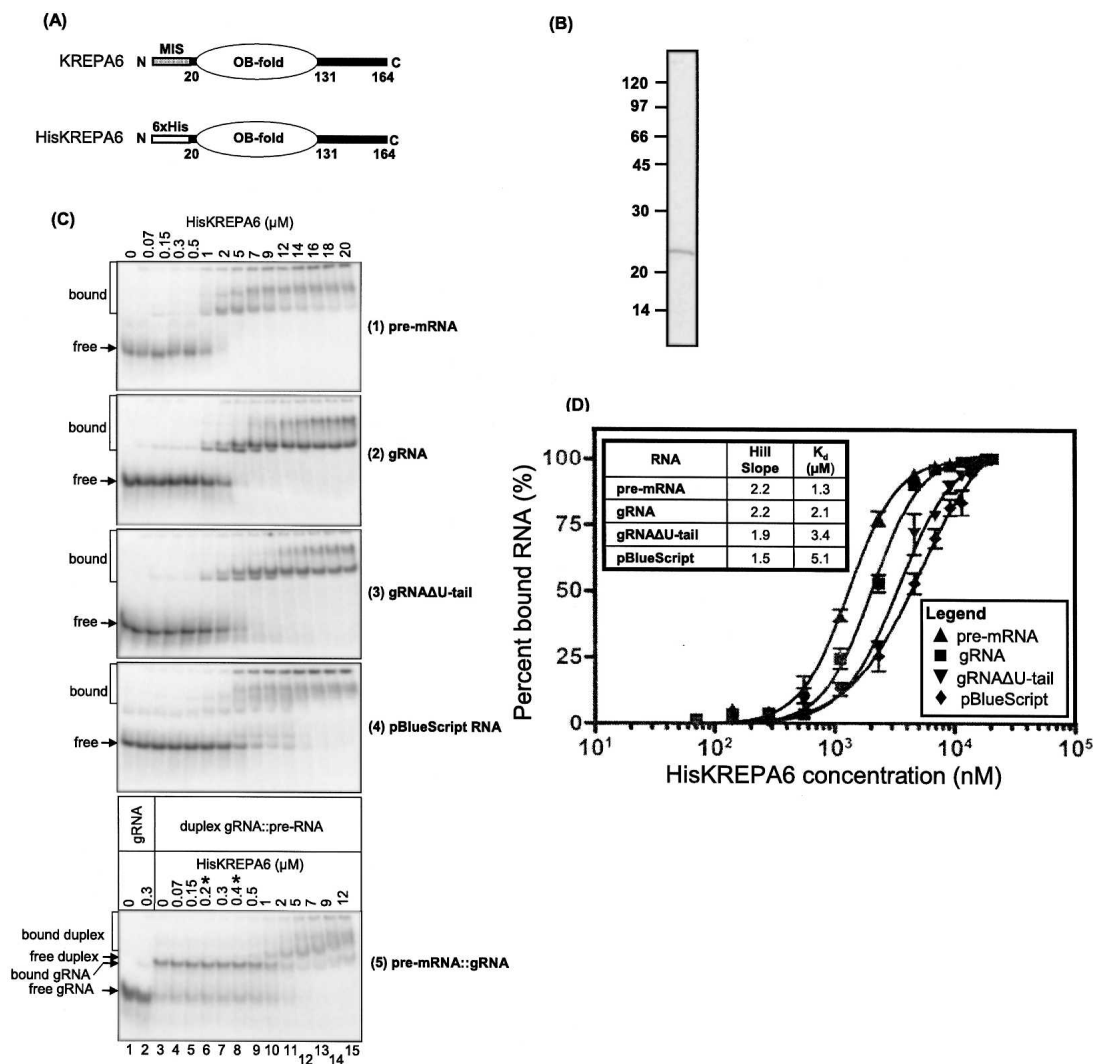 (A)
MIS
KREPA6 N OB-fold C
20 131 164
6xHis
HisKREPA6 N OB-fold C
20 131 164
(B)
120
97
66
45
30
20
14
(C)
HisKREPA6 (µM)
0 0.07 0.15 0.3 0.5 1 2 5 7 9 12 14 16 18 20
bound
free
(1) pre-mRNA
bound
free
(2) gRNA
bound
free
(3) gRNAΔU-tail
bound
free
(4) pBlueScript RNA
gRNA duplex gRNA::pre-RNA
HisKREPA6 (µM)
0 0.3 0 0.07 0.15 0.2* 0.3 0.4* 0.5 1 2 5 7 9 12
bound duplex
free duplex
bound gRNA
free gRNA
(5) pre-mRNA::gRNA
1 2 3 4 5 6 7 8 9 10 11 12 13 14 15
(D)
RNA Hill Slope Kd (µM)
pre-mRNA 2.2 1.3
gRNA 2.2 2.1
gRNAΔU-tail 1.9 3.4
pBlueScript 1.5 5.1
Legend
pre-mRNA
gRNA
gRNAΔU-tail
pBlueScript
Percent bound RNA (%)
100
75
50
25
0
10¹ 10² 10³ 10⁴ 10⁵
HisKREPA6 concentration (nM)